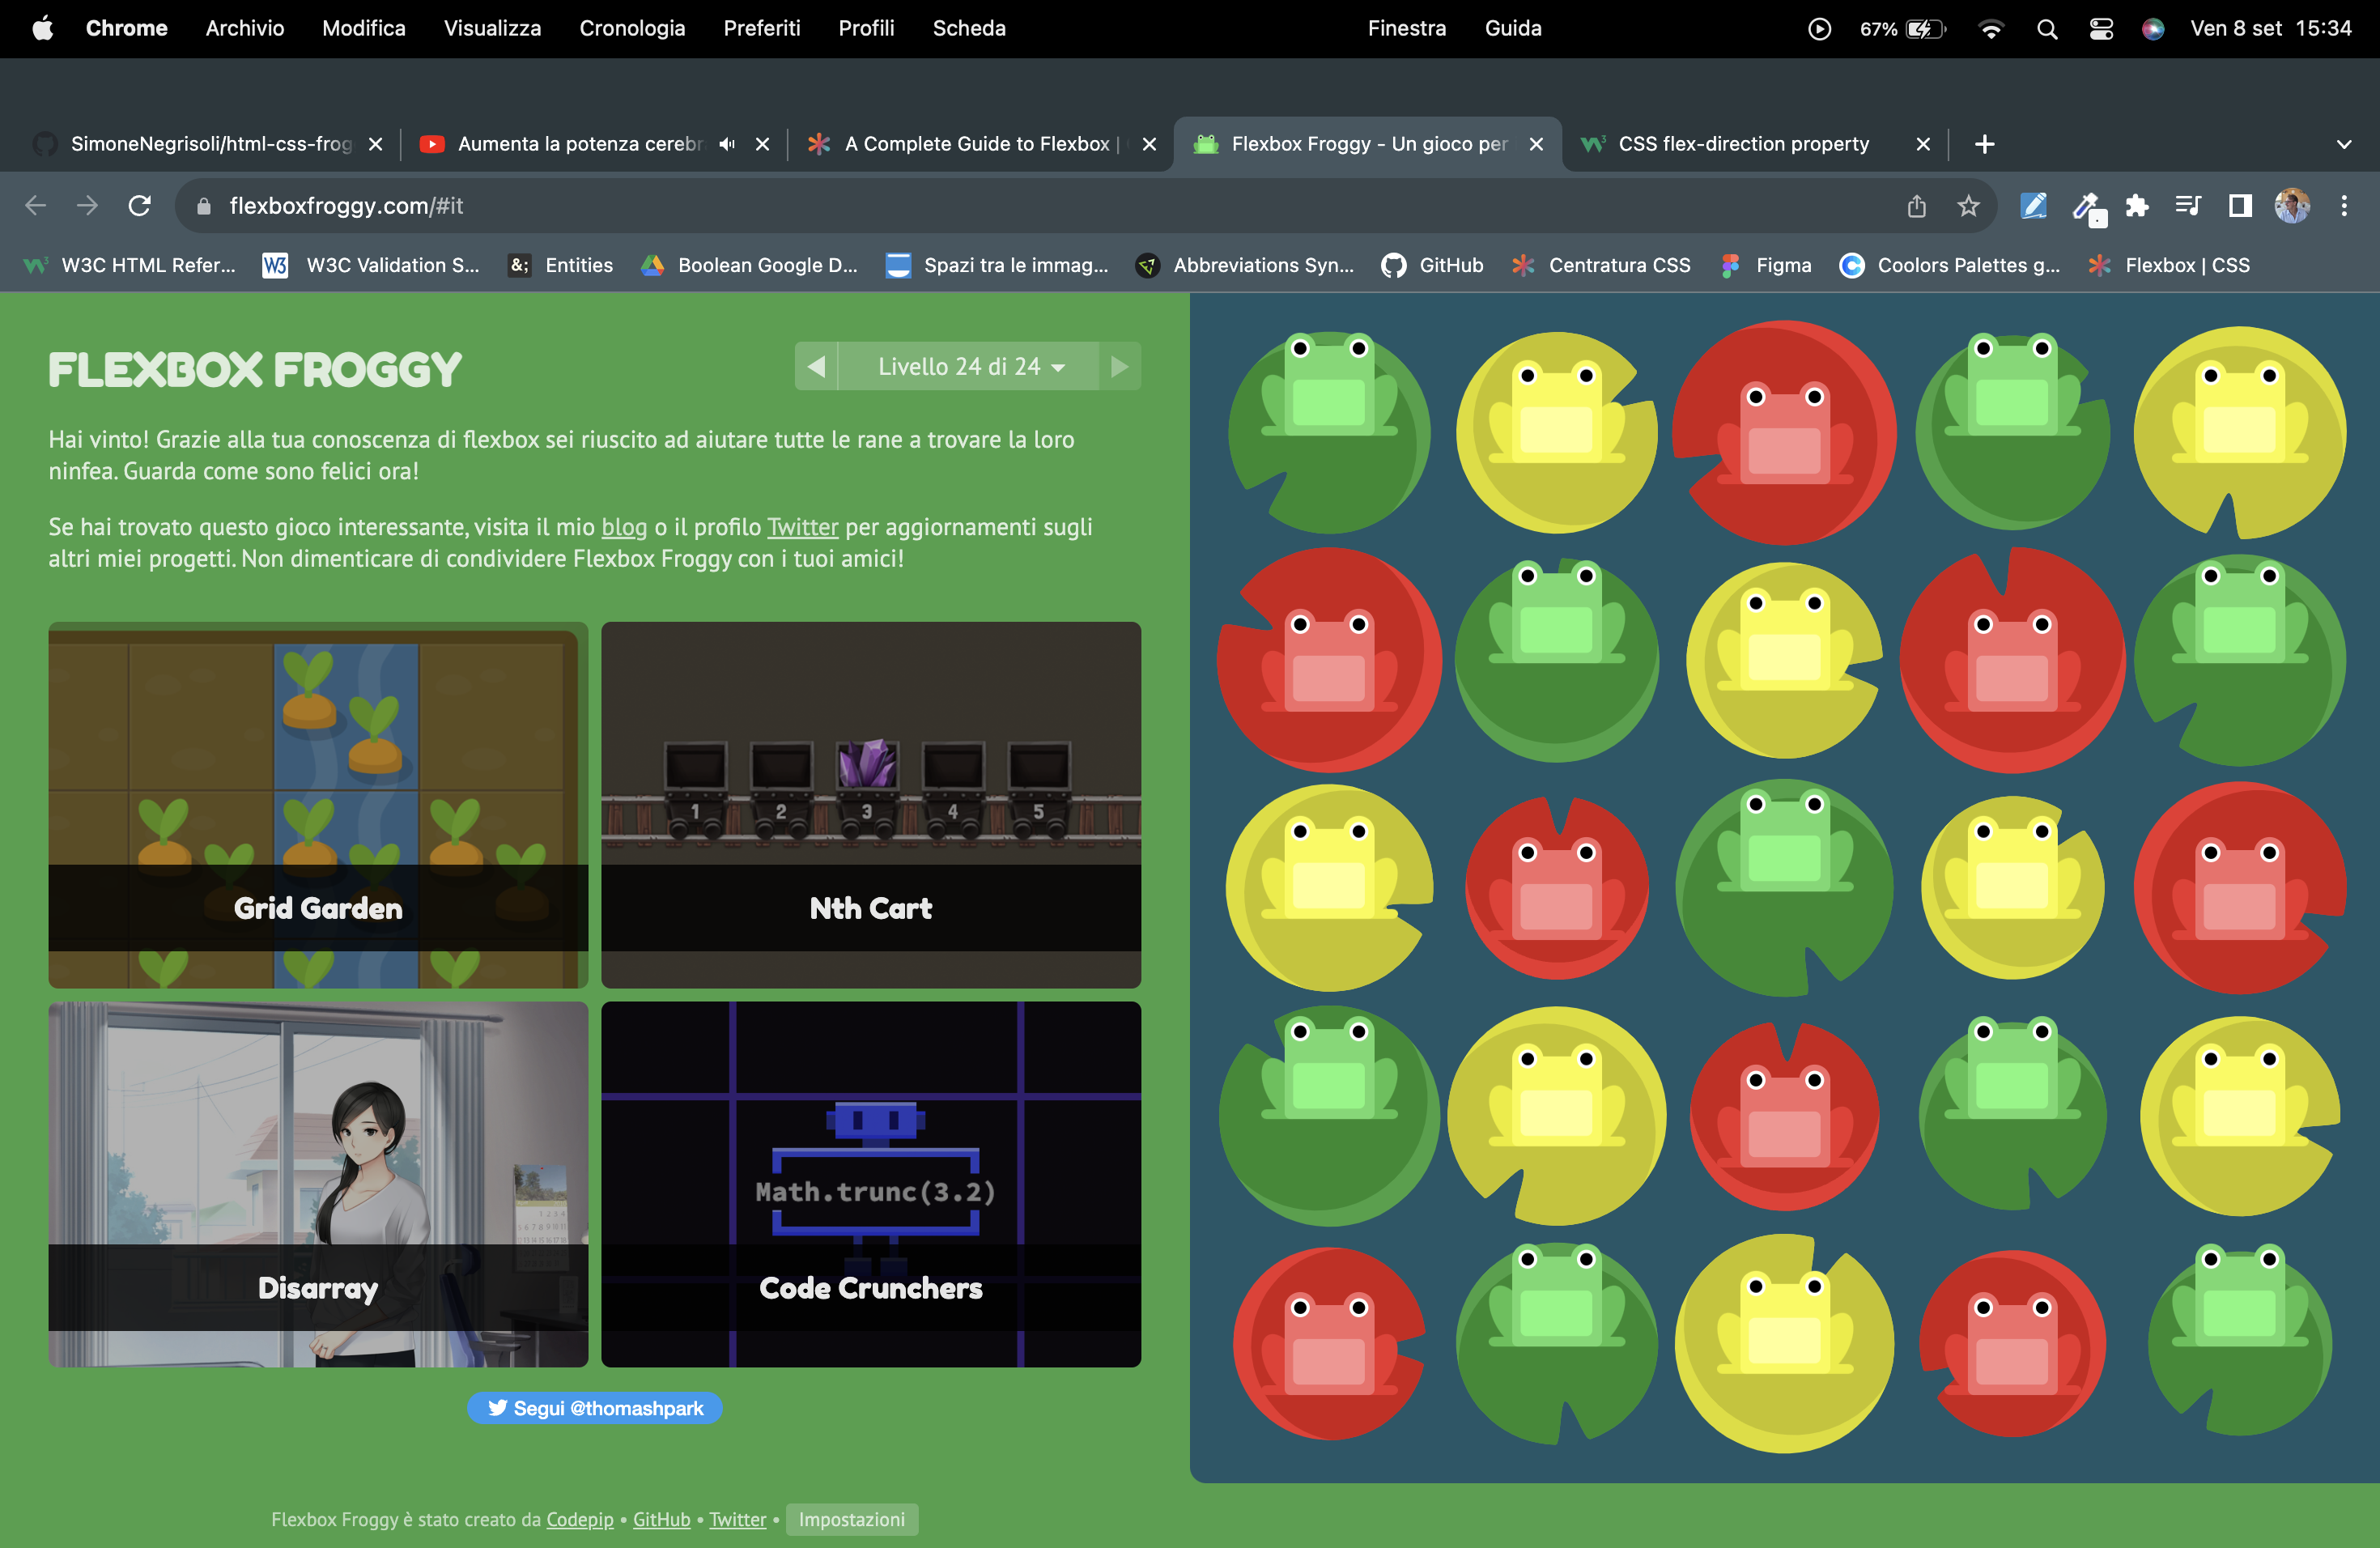 Chrome Archivio Modifica Visualizza Cronologia Preferiti Profili Scheda Finestra Guida 67% Ven 8 set 15:34
SimoneNegrisoli/html-css-frog Aumenta la potenza cerebr A Complete Guide to Flexbox | Flexbox Froggy - Un gioco per CSS flex-direction property
flexboxfroggy.com/#it
W3C HTML Refer... W3C Validation S... &; Entities Boolean Google D... Spazi tra le immag... Abbreviations Syn... GitHub Centratura CSS Figma Coolors Palettes g... Flexbox | CSS
FLEXBOX FROGGY
Livello 24 di 24
Hai vinto! Grazie alla tua conoscenza di flexbox sei riuscito ad aiutare tutte le rane a trovare la loro
ninfea. Guarda come sono felici ora!
Se hai trovato questo gioco interessante, visita il mio blog o il profilo Twitter per aggiornamenti sugli
altri miei progetti. Non dimenticare di condividere Flexbox Froggy con i tuoi amici!
1 2 3 4 5
Grid Garden
Nth Cart
Math.trunc(3.2)
Disarray
Code Crunchers
Segui @thomashpark
Flexbox Froggy è stato creato da Codepip • GitHub • Twitter • Impostazioni